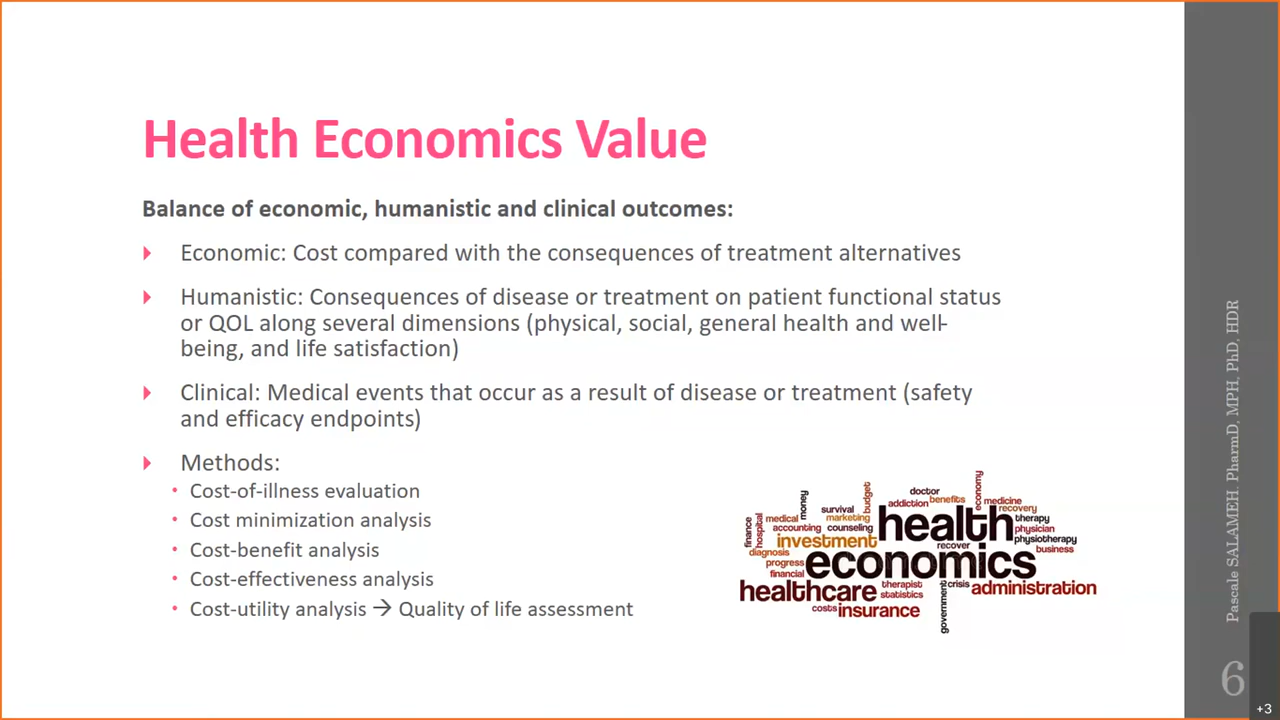 Health Economics Value
Balance of economic, humanistic and clinical outcomes:
Economic: Cost compared with the consequences of treatment alternatives
Humanistic: Consequences of disease or treatment on patient functional status
or QOL along several dimensions (physical, social, general health and well-
being, and life satisfaction)
Clinical: Medical events that occur as a result of disease or treatment (safety
and efficacy endpoints)
Methods:
Cost-of-illness evaluation
Cost minimization analysis
Cost-benefit analysis
Cost-effectiveness analysis
Cost-utility analysis → Quality of life assessment
finance
hospital
medical
money
accounting
survival
marketing
counseling
budget
investment
diagnosis
progress
financial
doctor
addiction
benefits
economy
medicine
recovery
health
therapy
physician
physiotherapy
business
recover
economics
healthcare
therapist
statistics
crisis
administration
costs
insurance
government
Pascale SALAMEH. PharmD, MPH, PhD, HDR
6
+3